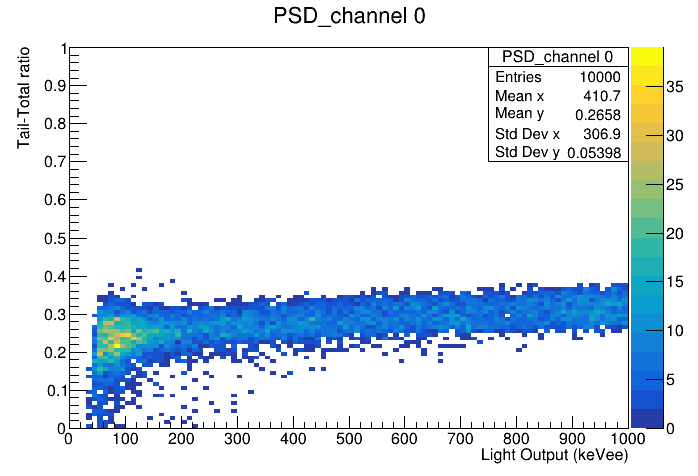 PSD_channel 0
Tail-Total ratio
1
0.9
0.8
0.7
0.6
0.5
0.4
0.3
0.2
0.1
0
PSD_channel 0
Entries 10000
Mean x 410.7
Mean y 0.2658
Std Dev x 306.9
Std Dev y 0.05398
35
30
25
20
15
10
5
0
0 100 200 300 400 500 600 700 800 900 1000
Light Output (keVee)